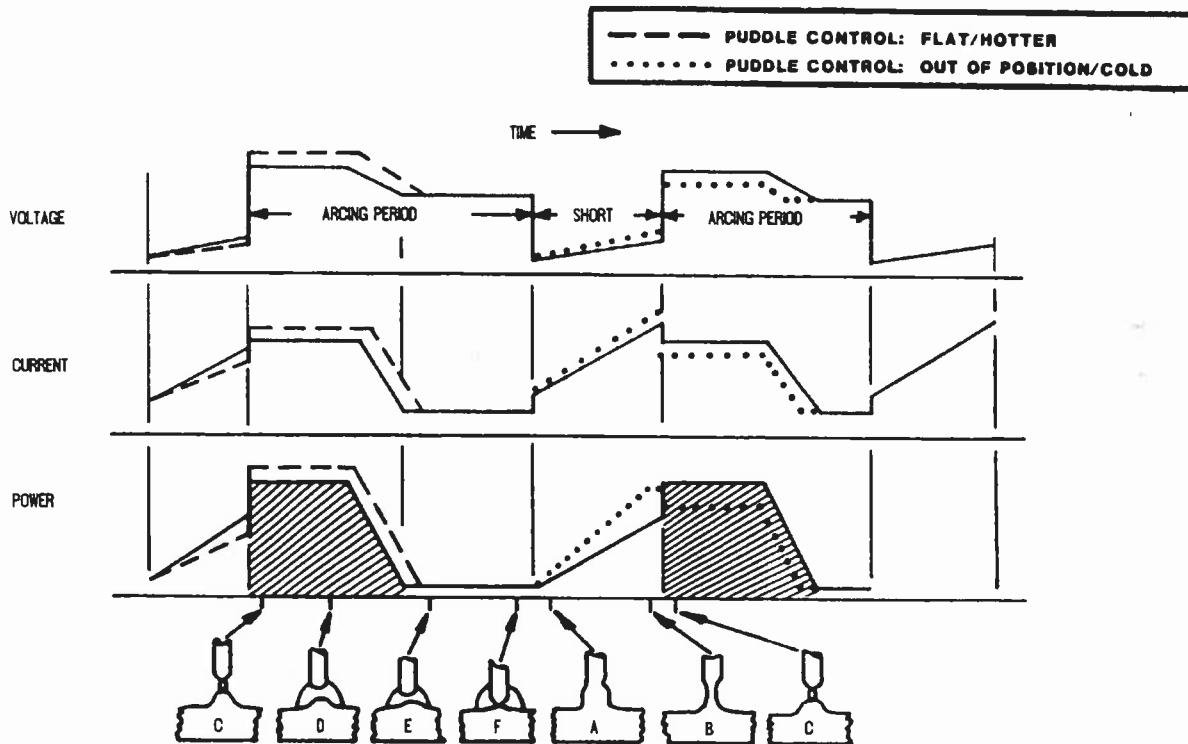 PUDDLE CONTROL: FLAT/HOTTER
PUDDLE CONTROL: OUT OF POSITION/COLD
TIME
VOLTAGE
ARCING PERIOD
SHORT
ARCING PERIOD
CURRENT
POWER
C
D
E
F
A
B
C